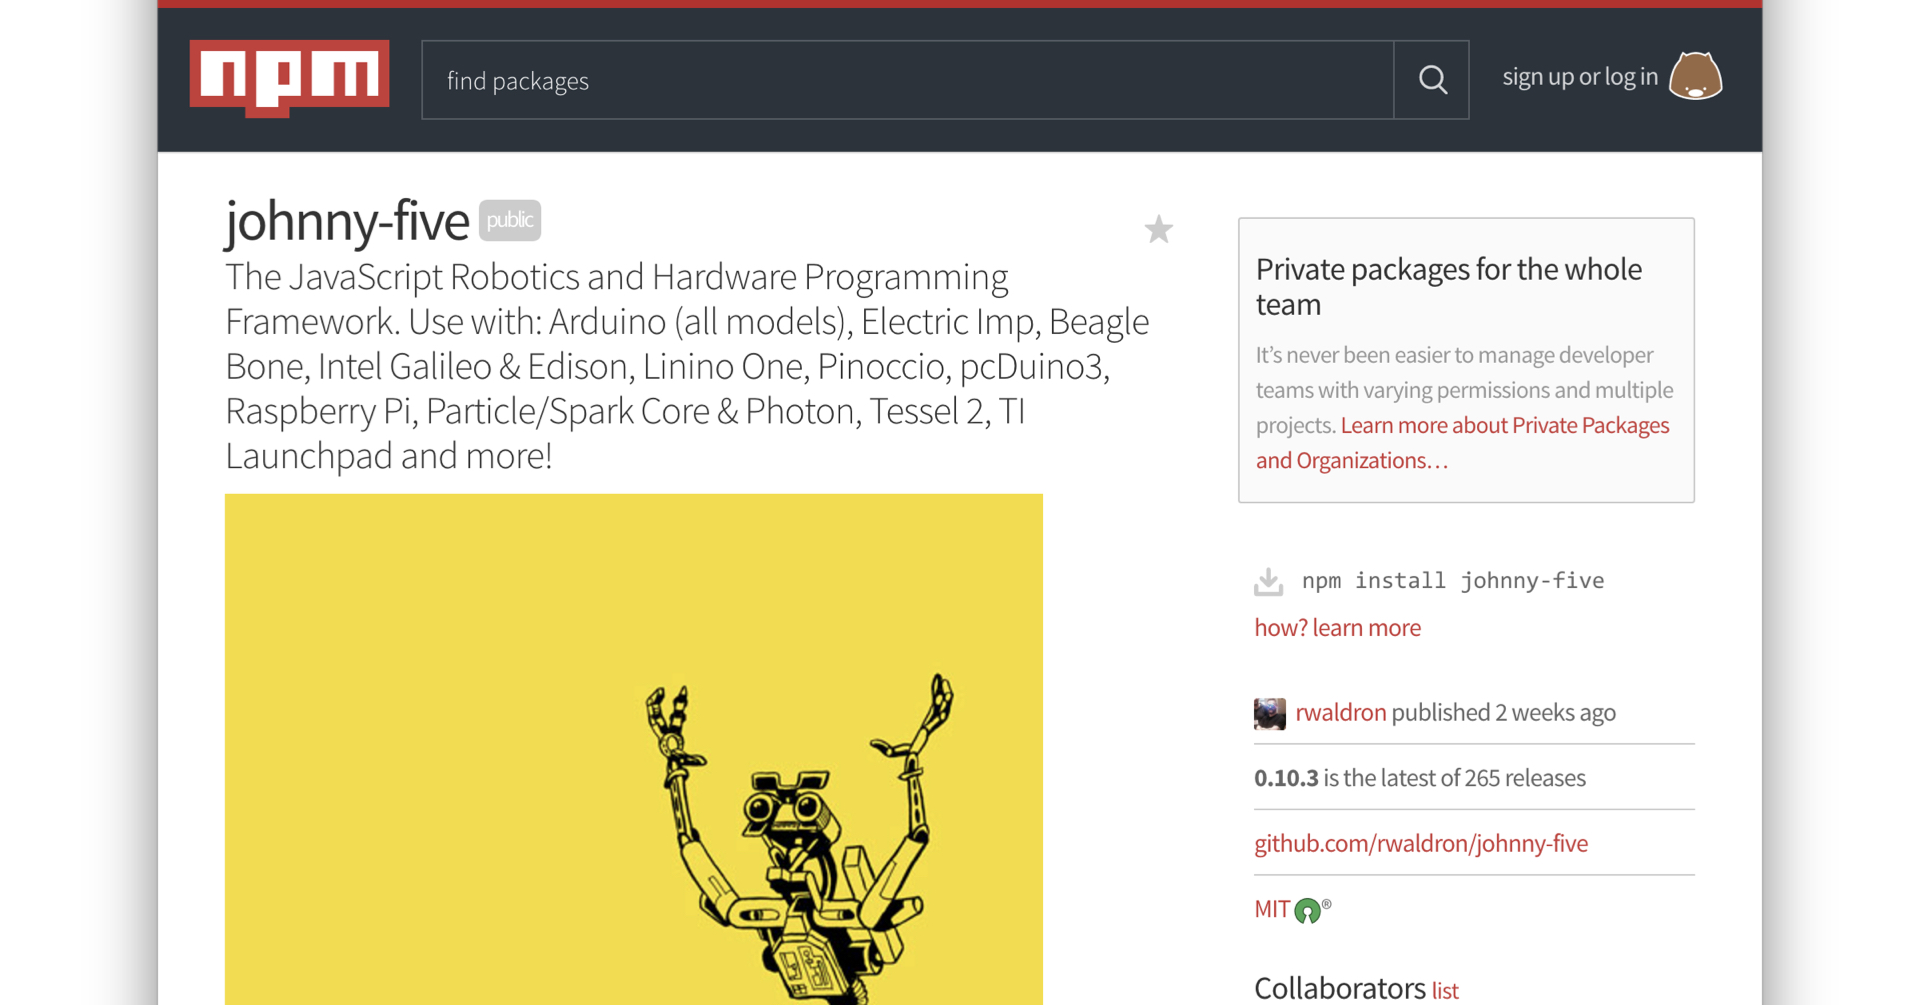 npm
find packages
sign up or log in
johnny-five public
The JavaScript Robotics and Hardware Programming
Framework. Use with: Arduino (all models), Electric Imp, Beagle
Bone, Intel Galileo & Edison, Linino One, Pinoccio, pcDuino3,
Raspberry Pi, Particle/Spark Core & Photon, Tessel 2, TI
Launchpad and more!
Private packages for the whole
team
It’s never been easier to manage developer
teams with varying permissions and multiple
projects. Learn more about Private Packages
and Organizations…
npm install johnny-five
how? learn more
rwaldron published 2 weeks ago
0.10.3 is the latest of 265 releases
github.com/rwaldron/johnny-five
MIT ®
Collaborators list